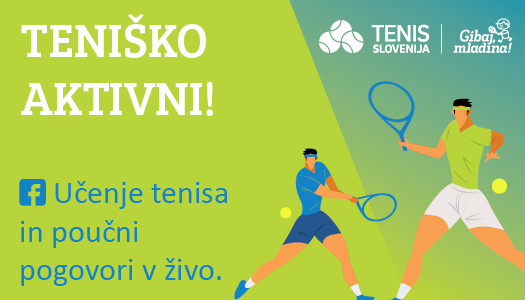 TENIŠKO
AKTIVNI!
TENIS
SLOVENIJA
Gibaj,
mladina!
Učenje tenisa
in poučni
pogovori v živo.